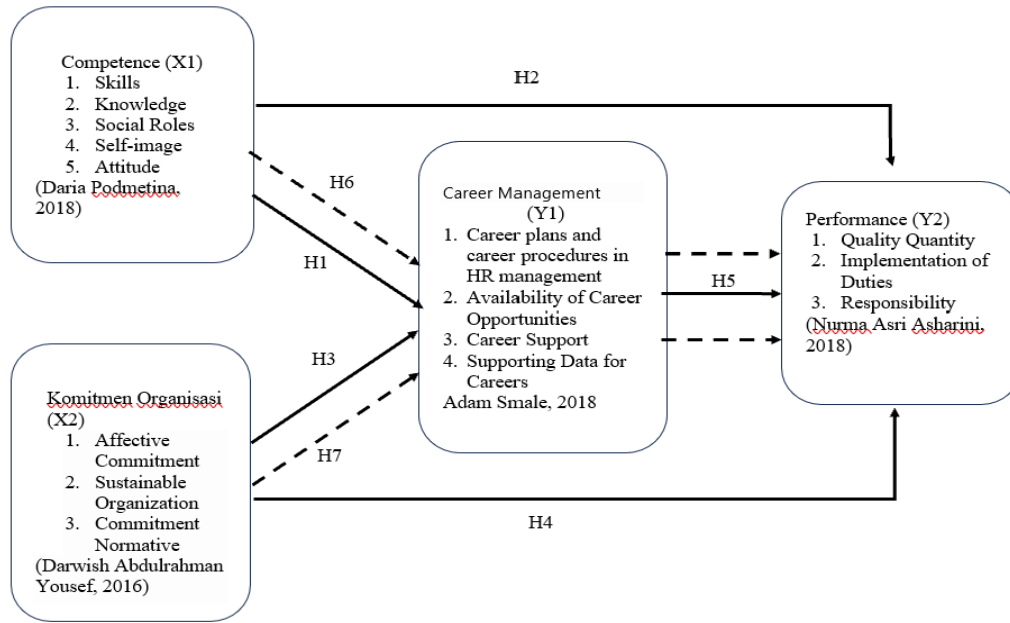 Competence (X1)
1. Skills
2. Knowledge
3. Social Roles
4. Self-image
5. Attitude
(Daria Podmetina,
2018)
H2
H6
H1
Career Management
(Y1)
1. Career plans and
career procedures in
HR management
2. Availability of Career
Opportunities
3. Career Support
4. Supporting Data for
Careers
Adam Smale, 2018
H5
Performance (Y2)
1. Quality Quantity
2. Implementation of
Duties
3. Responsibility
(Nurma Asri Asharini,
2018)
H3
Komitmen Organisasi
(X2)
1. Affective
Commitment
2. Sustainable
Organization
3. Commitment
Normative
(Darwish Abdulrahman
Yousef, 2016)
H7
H4